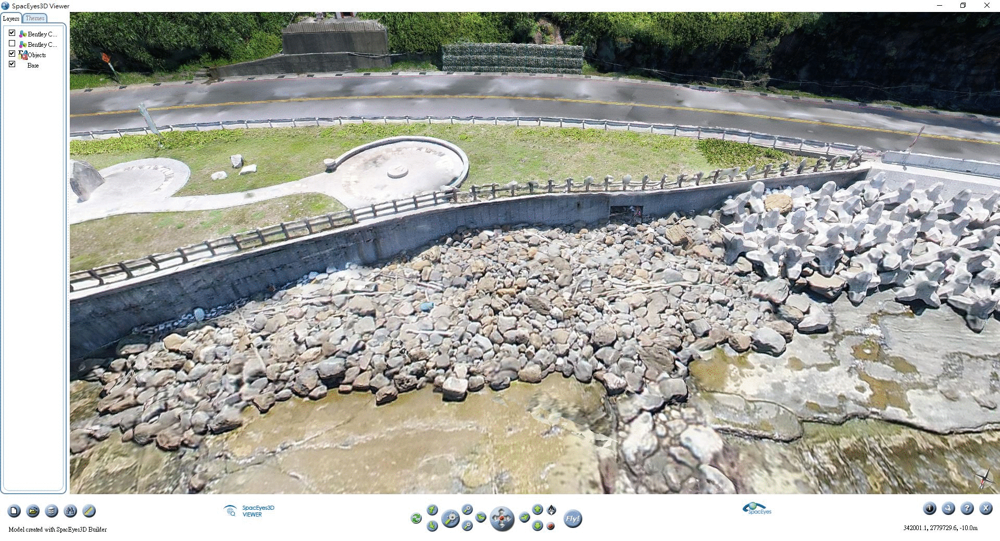 SpacEyes3D Viewer
Layers
Themes
Bentley C...
Bentley C...
Objects
Base
N
SpacEyes3D
VIEWER
Fly!
SpacEyes
Model created with SpacEyes3D Builder
342001.1, 2779729.6, -10.0m